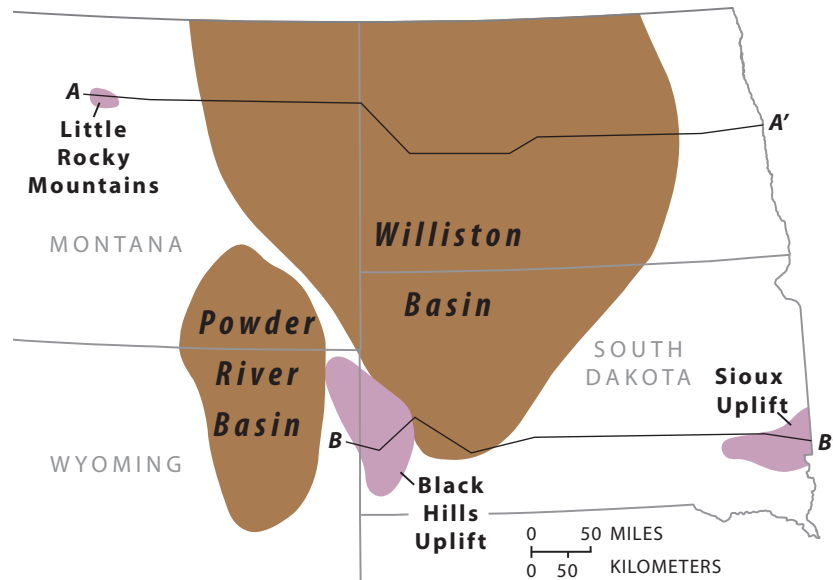 A
A'
Little
Rocky
Mountains
MONTANA
Williston
Basin
Powder
River
Basin
SOUTH
DAKOTA
Sioux
Uplift
B
B
WYOMING
Black
Hills
Uplift
0 50 MILES
0 50 KILOMETERS